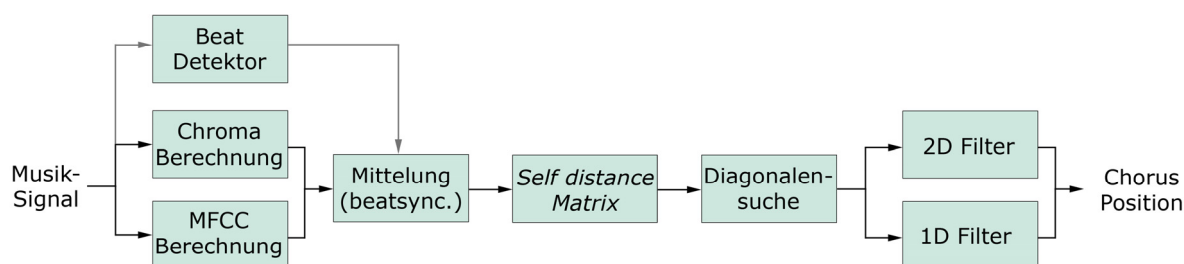 Beat
Detektor
Chroma
Berechnung
MFCC
Berechnung
Musik-
Signal
Mittelung
(beatsync.)
Self distance
Matrix
Diagonalen-
suche
2D Filter
1D Filter
Chorus
Position